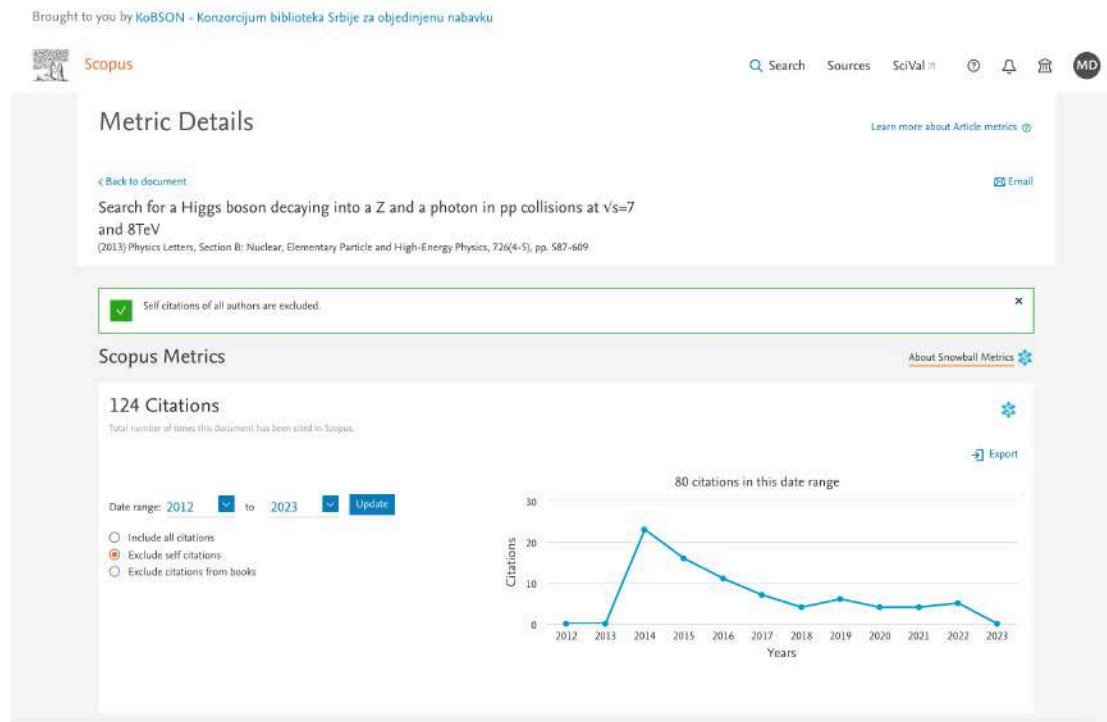 Brought to you by KoBSON - Konzorcijum biblioteka Srbije za objedinjenu nabavku
Scopus
Search Sources SciVal MD
Metric Details
Learn more about Article metrics
Back to document
Email
Search for a Higgs boson decaying into a Z and a photon in pp collisions at √s=7
and 8TeV
(2013) Physics Letters, Section B: Nuclear, Elementary Particle and High-Energy Physics, 726(4-5), pp. 587-609
Self citations of all authors are excluded.
Scopus Metrics
About Snowball Metrics
124 Citations
Total number of times this document has been cited in Scopus.
Export
80 citations in this date range
Date range: 2012 to 2023 Update
Include all citations
Exclude self citations
Exclude citations from books
Citations
30
20
10
0
2012 2013 2014 2015 2016 2017 2018 2019 2020 2021 2022 2023
Years